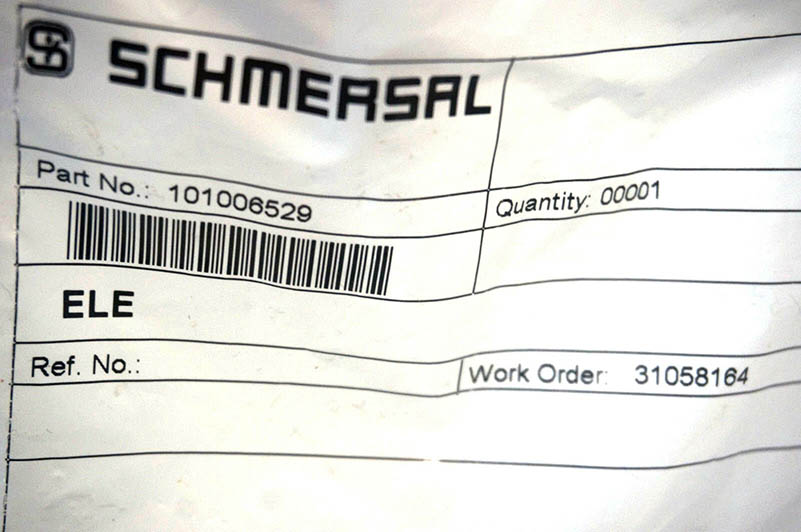 SCHMERSAL
Part No.: 101006529
Quantity: 00001
ELE
Ref. No.:
Work Order: 31058164